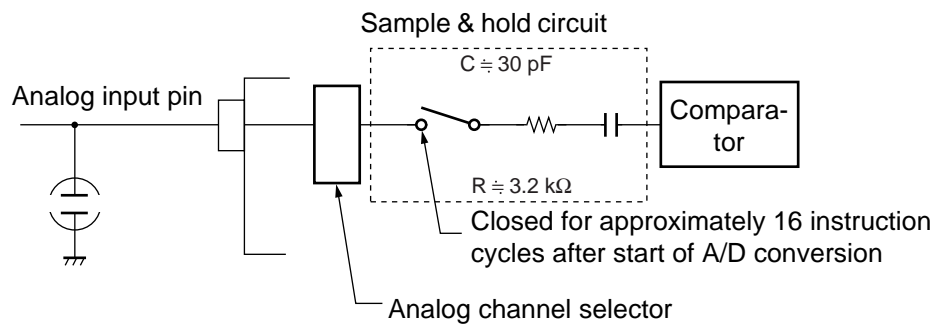 Sample & hold circuit
C ≒ 30 pF
Analog input pin
Compara-
tor
R ≒ 3.2 kΩ
Closed for approximately 16 instruction
cycles after start of A/D conversion
Analog channel selector